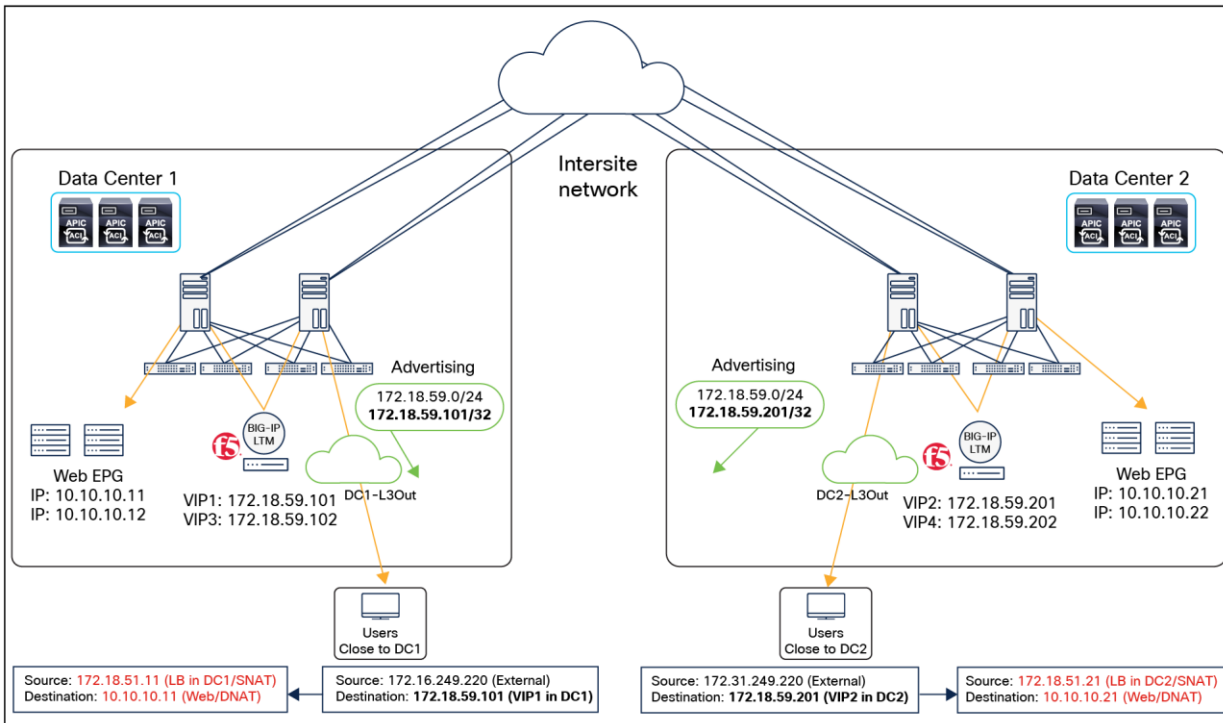 Intersite
network
Data Center 1
APIC
ACI
APIC
ACI
APIC
ACI
Advertising
172.18.59.0/24
172.18.59.101/32
BIG-IP
LTM
f5
Web EPG
IP: 10.10.10.11
IP: 10.10.10.12
VIP1: 172.18.59.101
VIP3: 172.18.59.102
DC1-L3Out
Users
Close to DC1
Source: 172.18.51.11 (LB in DC1/SNAT)
Destination: 10.10.10.11 (Web/DNAT)
Source: 172.16.249.220 (External)
Destination: 172.18.59.101 (VIP1 in DC1)
Data Center 2
APIC
ACI
APIC
ACI
APIC
ACI
Advertising
172.18.59.0/24
172.18.59.201/32
DC2-L3Out
f5
BIG-IP
LTM
VIP2: 172.18.59.201
VIP4: 172.18.59.202
Web EPG
IP: 10.10.10.21
IP: 10.10.10.22
Users
Close to DC2
Source: 172.31.249.220 (External)
Destination: 172.18.59.201 (VIP2 in DC2)
Source: 172.18.51.21 (LB in DC2/SNAT)
Destination: 10.10.10.21 (Web/DNAT)